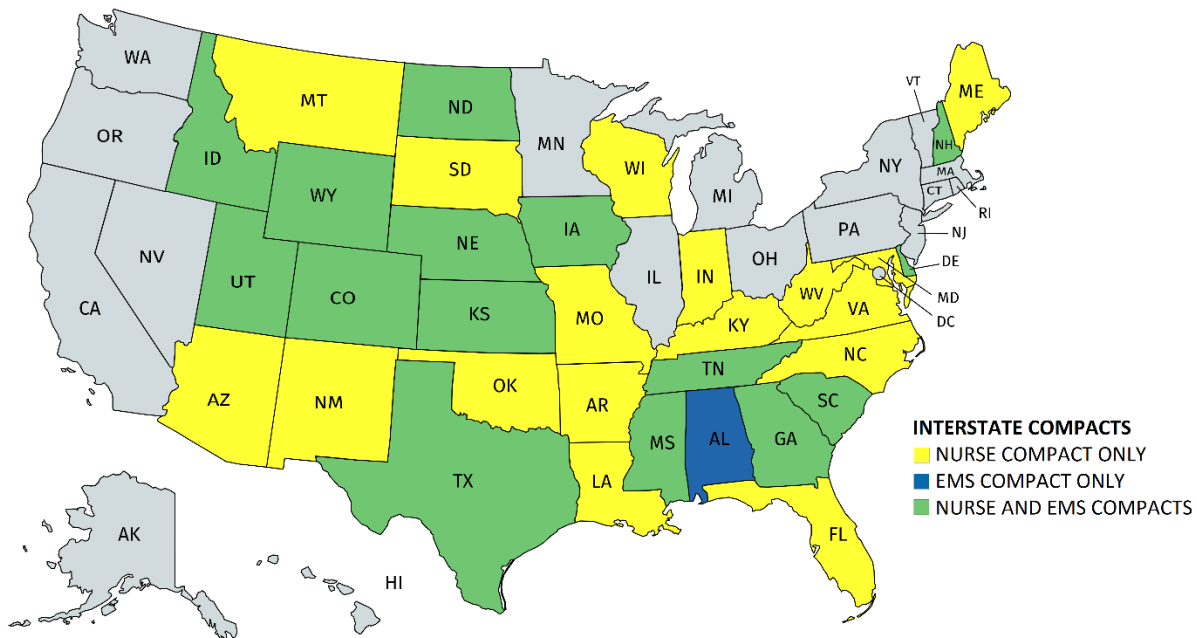 WA
MT
ND
MN
ME
VT
NH
OR
ID
SD
WI
NY
MA
CT
RI
WY
MI
PA
NJ
IA
NE
OH
NV
UT
IL
IN
DE
CO
MD
CA
KS
MO
WV
VA
DC
KY
NC
TN
OK
AZ
NM
AR
SC
MS
AL
GA
TX
LA
FL
AK
HI
INTERSTATE COMPACTS
NURSE COMPACT ONLY
EMS COMPACT ONLY
NURSE AND EMS COMPACTS